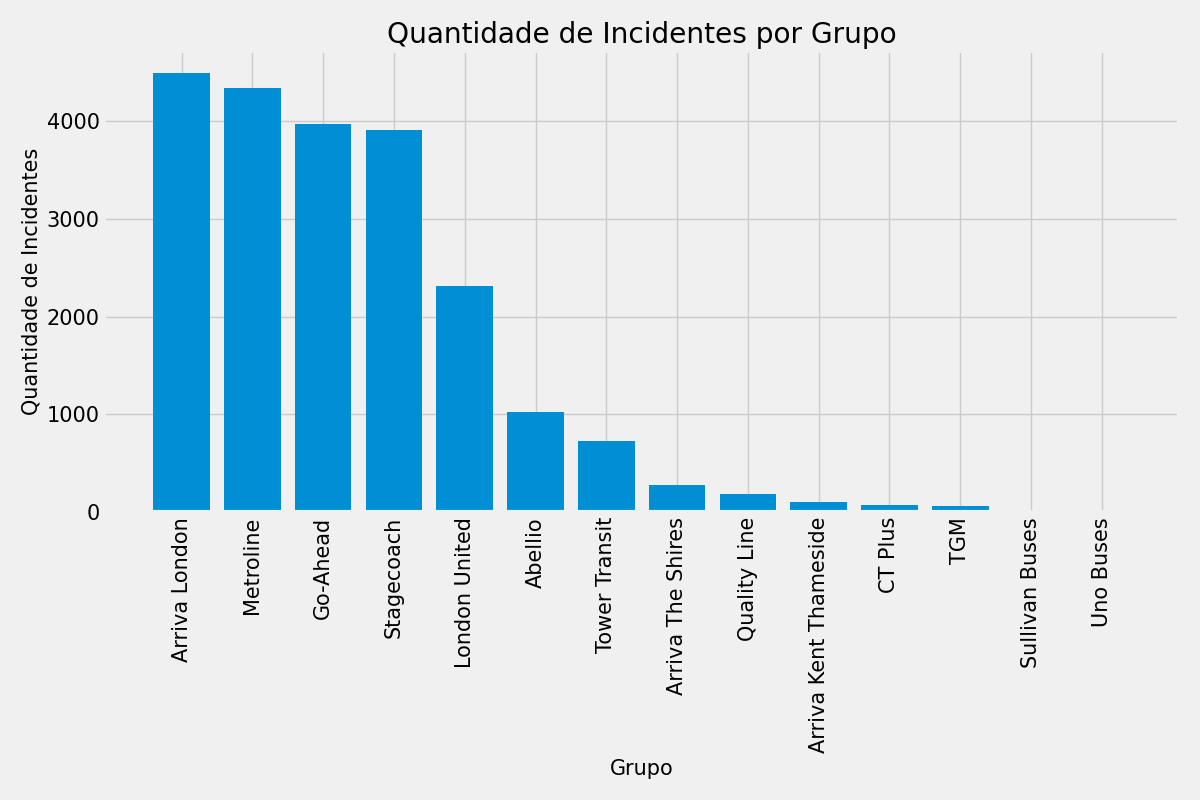 Quantidade de Incidentes por Grupo
Quantidade de Incidentes
4000
3000
2000
1000
0
Arriva London
Metroline
Go-Ahead
Stagecoach
London United
Abellio
Tower Transit
Arriva The Shires
Quality Line
Arriva Kent Thameside
CT Plus
TGM
Sullivan Buses
Uno Buses
Grupo